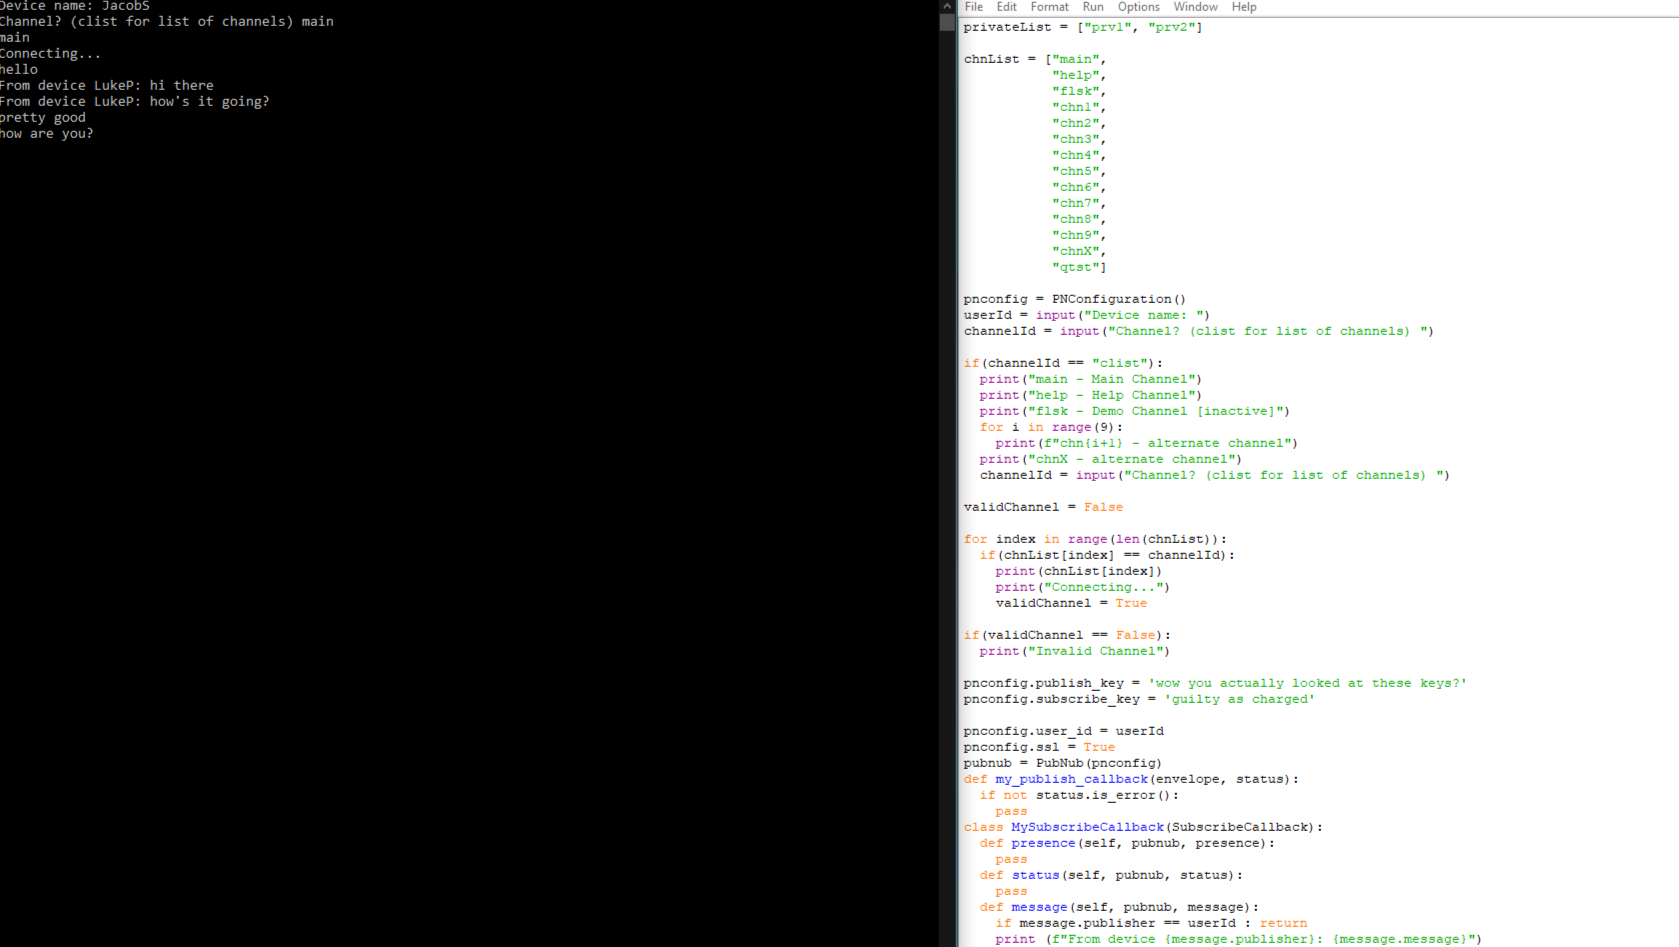 Device name: JacobS
Channel? (clist for list of channels) main
main
Connecting...
hello
From device LukeP: hi there
From device LukeP: how's it going?
pretty good
how are you?
File Edit Format Run Options Window Help
privateList = ["prv1", "prv2"]
chnList = ["main",
"help",
"flsk",
"chn1",
"chn2",
"chn3",
"chn4",
"chn5",
"chn6",
"chn7",
"chn8",
"chn9",
"chnX",
"qtst"]
pnconfig = PNConfiguration()
userId = input("Device name: ")
channelId = input("Channel? (clist for list of channels) ")
if(channelId == "clist"):
print("main - Main Channel")
print("help - Help Channel")
print("flsk - Demo Channel [inactive]")
for i in range(9):
print(f"chn{i+1} - alternate channel")
print("chnX - alternate channel")
channelId = input("Channel? (clist for list of channels) ")
validChannel = False
for index in range(len(chnList)):
if(chnList[index] == channelId):
print(chnList[index])
print("Connecting...")
validChannel = True
if(validChannel == False):
print("Invalid Channel")
pnconfig.publish_key = 'wow you actually looked at these keys?'
pnconfig.subscribe_key = 'guilty as charged'
pnconfig.user_id = userId
pnconfig.ssl = True
pubnub = PubNub(pnconfig)
def my_publish_callback(envelope, status):
if not status.is_error():
pass
class MySubscribeCallback(SubscribeCallback):
def presence(self, pubnub, presence):
pass
def status(self, pubnub, status):
pass
def message(self, pubnub, message):
if message.publisher == userId : return
print (f"From device {message.publisher}: {message.message}")